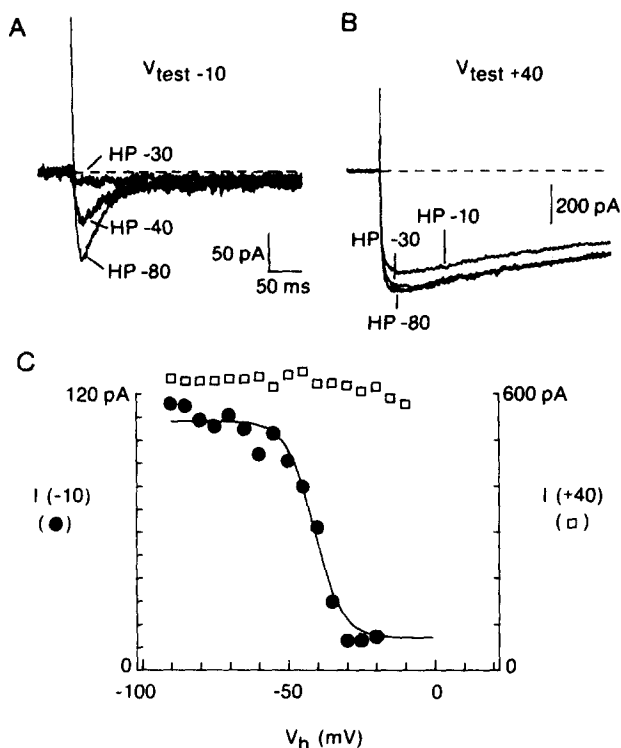 A
V test -10
HP -30
HP -40
HP -80
50 pA
50 ms
B
V test +40
200 pA
HP -10
HP -30
HP -80
C
120 pA
600 pA
I (-10)
(●)
I (+40)
(□)
0
0
-100
-50
0
V h (mV)